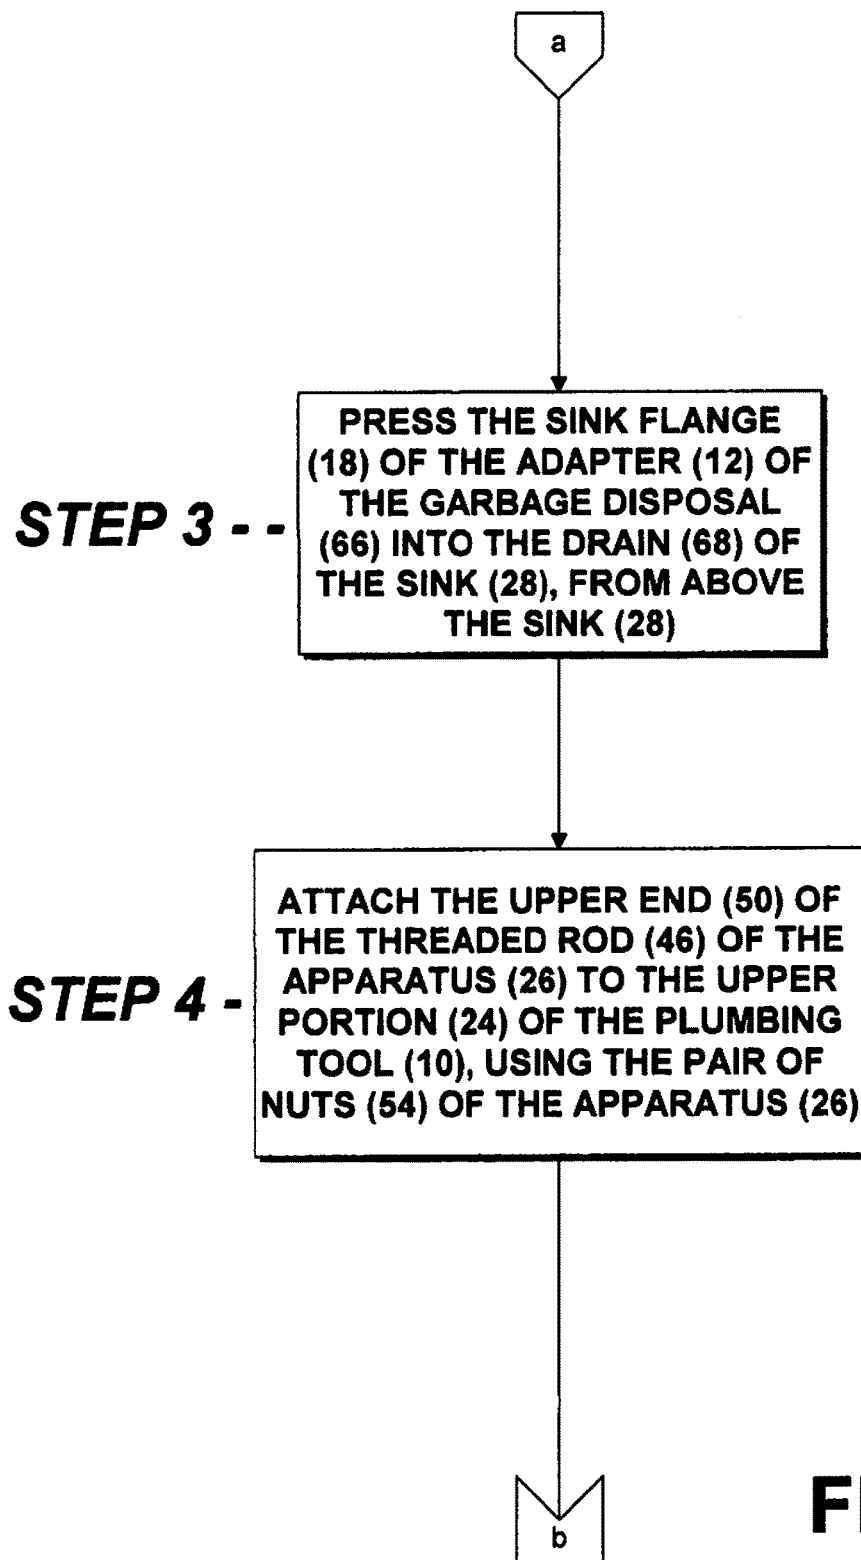 a
PRESS THE SINK FLANGE
(18) OF THE ADAPTER (12) OF
THE GARBAGE DISPOSAL
STEP 3 - -
(66) INTO THE DRAIN (68) OF
THE SINK (28), FROM ABOVE
THE SINK (28)
ATTACH THE UPPER END (50) OF
THE THREADED ROD (46) OF THE
APPARATUS (26) TO THE UPPER
STEP 4 -
PORTION (24) OF THE PLUMBING
TOOL (10), USING THE PAIR OF
NUTS (54) OF THE APPARATUS (26)
b